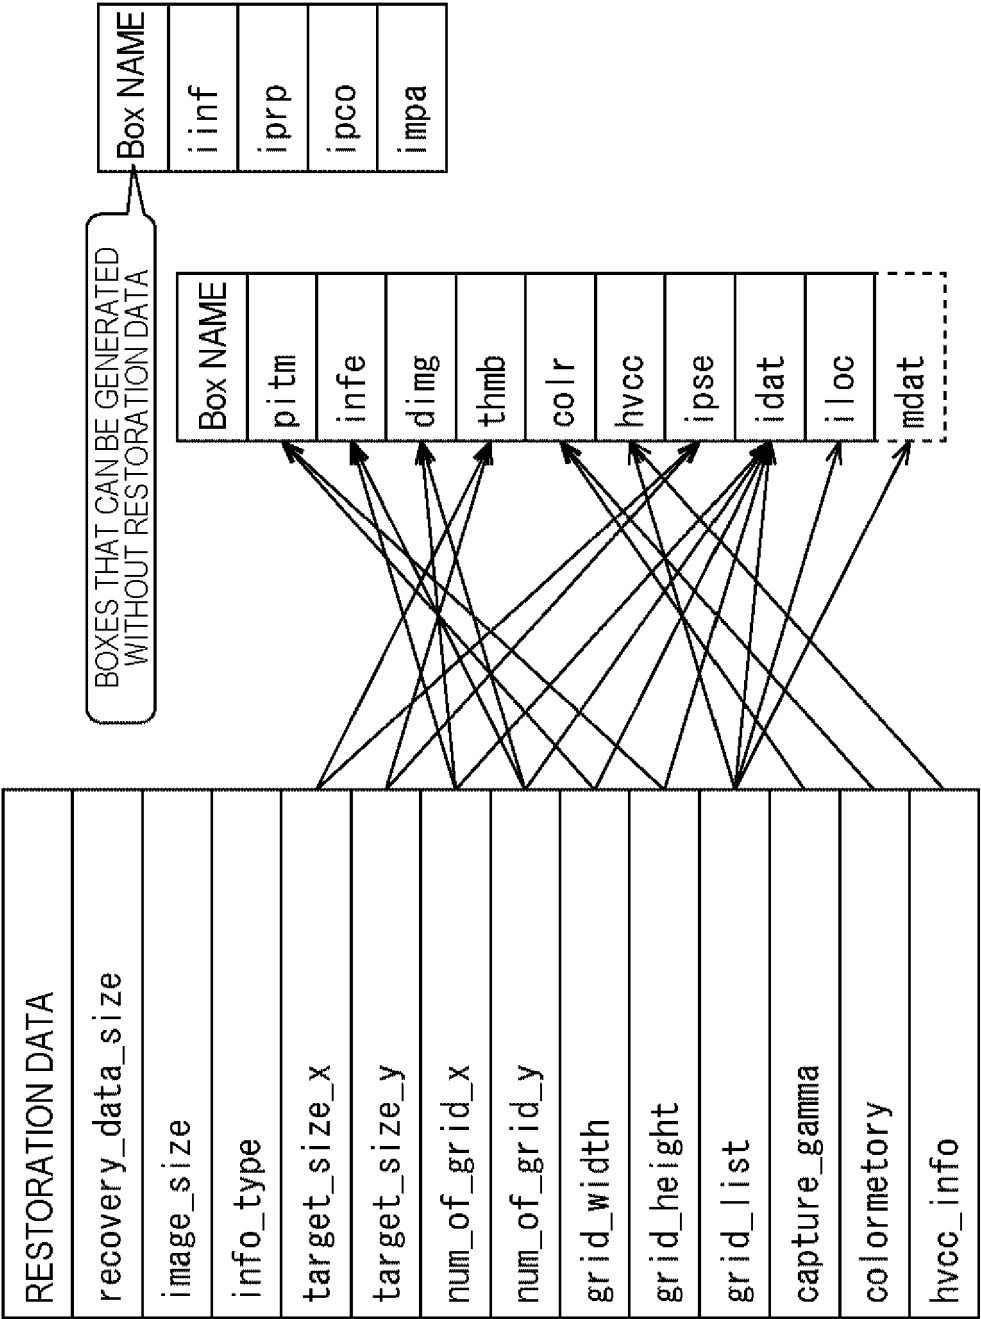 RESTORATION DATA
recovery_data_size
image_size
info_type
target_size_x
target_size_y
num_of_grid_x
num_of_grid_y
grid_width
grid_height
grid_list
capture_gamma
colormetory
hvcc_info
Box NAME
pitm
infe
dimg
thmb
colr
hvcc
ipse
idat
iloc
mdat
BOXES THAT CAN BE GENERATED
WITHOUT RESTORATION DATA
Box NAME
iinf
iprp
ipco
impa